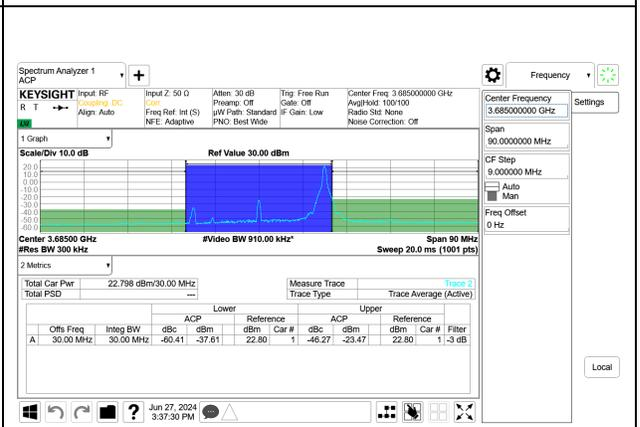 Spectrum Analyzer 1
ACP
Frequency
KEYSIGHT Input: RF Input Z: 50 Ω Atten: 30 dB Trig: Free Run Center Freq: 3.685000000 GHz
R T Coupling: DC Corr: Preamp: Off Gate: Off Avg|Hold: 100/100
Align: Auto Freq Ref: Int (S) µW Path: Standard IF Gain: Low Radio Std: None
NFE: Adaptive PNO: Best Wide Noise Correction: Off
1 Graph
Scale/Div 10.0 dB Ref Value 30.00 dBm
20.0
10.0
0.00
-10.0
-20.0
-30.0
-40.0
-50.0
-60.0
Center 3.68500 GHz #Video BW 910.00 kHz* Span 90 MHz
#Res BW 300 kHz Sweep 20.0 ms (1001 pts)
2 Metrics
Total Car Pwr 22.798 dBm/30.00 MHz Measure Trace Trace 2
Total PSD --- Trace Type Trace Average (Active)
Lower Upper
ACP Reference ACP Reference
Offs Freq Integ BW dBc dBm dBm Car # dBc dBm dBm Car # Filter
A 30.00 MHz 30.00 MHz -60.41 -37.61 22.80 1 -46.27 -23.47 22.80 1 -3 dB
Jun 27, 2024
3:37:30 PM
Center Frequency
3.685000000 GHz
Settings
Span
90.0000000 MHz
CF Step
9.000000 MHz
Auto
Man
Freq Offset
0 Hz
Local